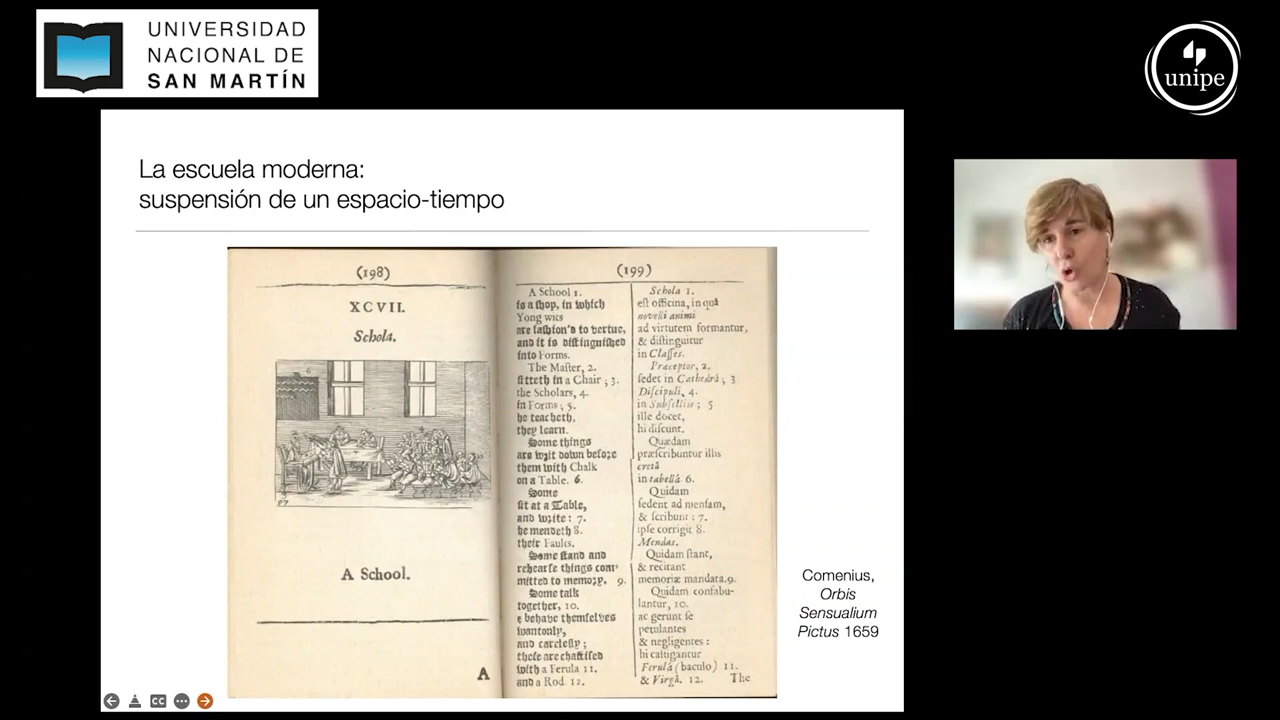 UNIVERSIDAD
NACIONAL DE
SAN MARTÍN
unipe
La escuela moderna:
suspensión de un espacio-tiempo
(198)
XCVII.
Schola.
A School.
A
(199)
A School 1.
is a shop, in which
Yong wits
are fashion'd to vertue,
and it is distinguished
into Forms.
The Master, 2.
sitteth in a Chair ; 3.
the Scholars, 4.
in Forms ; 5.
he teacheth,
they learn.
Some things
are writ down before
them with Chalk
on a Table. 6.
Some
sit at a Table,
and write : 7.
he mendeth 8.
their Faults.
Some stand and
rehearse things com-
mitted to memory. 9.
Some talk
together, 10.
& behave themselves
wantonly,
and carelesly ;
these are chastised
with a Ferula 11.
and a Rod 12.
Schola 1.
est officina, in quâ
novelli animi
ad virtutem formantur,
& distinguitur
in Classes.
Præceptor, 2.
sedet in Cathedrâ ; 3
Discipuli, 4.
in Subselliis ; 5
ille docet,
hi discunt.
Quædam
præscribuntur illis
cretâ
in tabellâ 6.
Quidam
sedent ad mensam,
& scribunt : 7.
ipse corrigit 8.
Mendas.
Quidam stant,
& recitant
memoriæ mandata. 9.
Quidam confabu-
lantur, 10.
ac gerunt se
petulantes
& negligentes :
hi castigantur
Ferulâ (baculo) 11.
& Virgâ. 12. The
Comenius,
Orbis
Sensualium
Pictus 1659
CC